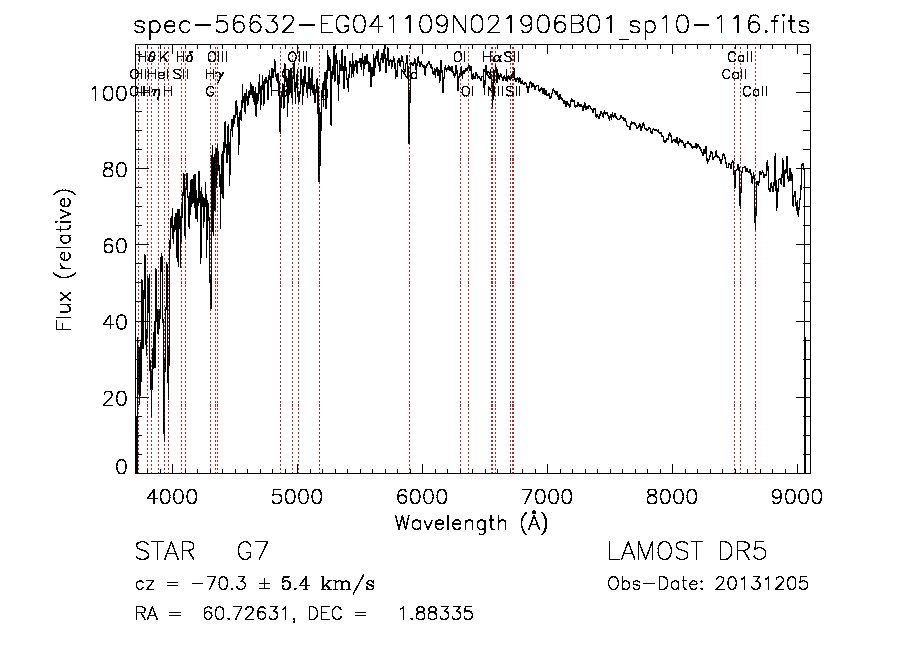 spec-56632-EG041109N021906B01_sp10-116.fits
Hθ K Hδ OIII OIII OI Hα SII CaII
OII HeI SII Hγ Na CaII
OII Hη H G Hβ OI NII SII CaII
100
80
60
40
20
0
Flux (relative)
4000 5000 6000 7000 8000 9000
Wavelength (Å)
STAR G7 LAMOST DR5
cz = -70.3 ± 5.4 km/s Obs-Date: 20131205
RA = 60.72631, DEC = 1.88335